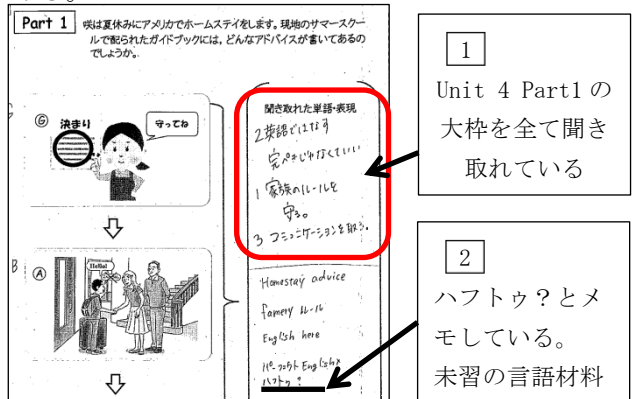 Part 1 咲は夏休みにアメリカでホームステイをします。現地のサマースクー
ルで配られたガイドブックには，どんなアドバイスが書いてあるの
でしょうか。
G 決まり
守ってね
聞き取れた単語・表現
2英語ではなす
完ペきじゃなくていい
1 家族のルールを
守る。
3 コミュニケーションを取る。
A
Hello!
Homestay advice
famery ルール
English here
パーフェクト English×
ハフトゥ?
1
Unit 4 Part1の
大枠を全て聞き
取れている
2
ハフトゥ？とメ
モしている。
未習の言語材料